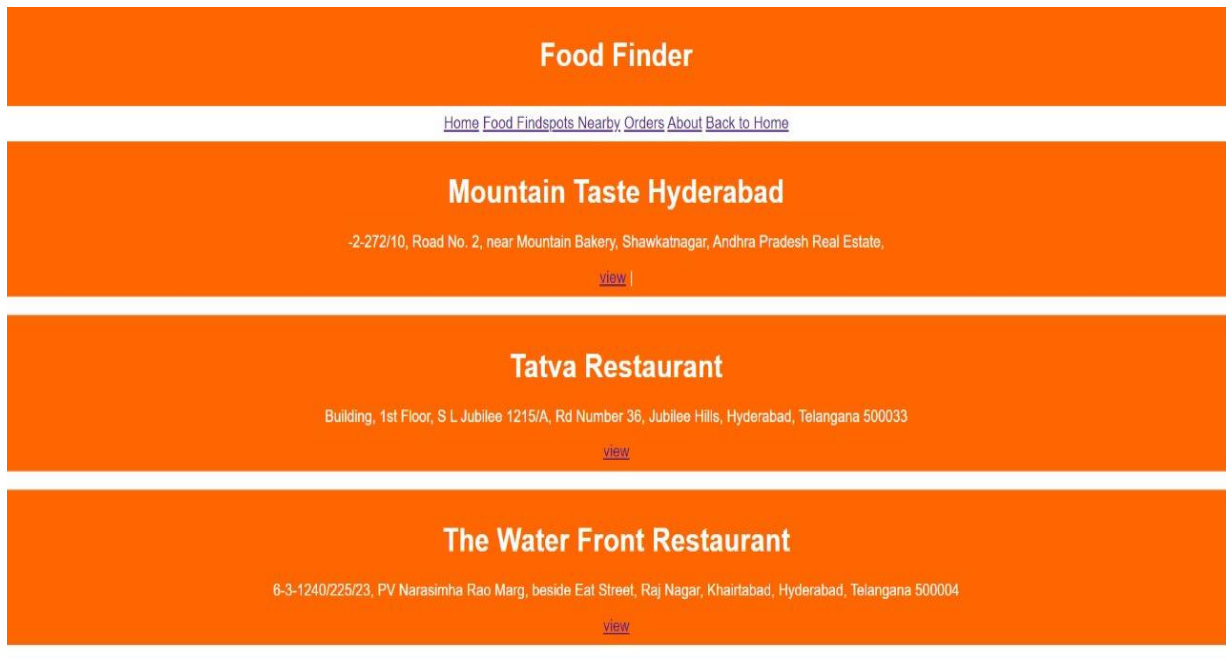 Food Finder
Home Food Findspots Nearby Orders About Back to Home
Mountain Taste Hyderabad
-2-272/10, Road No. 2, near Mountain Bakery, Shawkatnagar, Andhra Pradesh Real Estate,
view |
Tatva Restaurant
Building, 1st Floor, S L Jubilee 1215/A, Rd Number 36, Jubilee Hills, Hyderabad, Telangana 500033
view
The Water Front Restaurant
6-3-1240/225/23, PV Narasimha Rao Marg, beside Eat Street, Raj Nagar, Khairtabad, Hyderabad, Telangana 500004
view